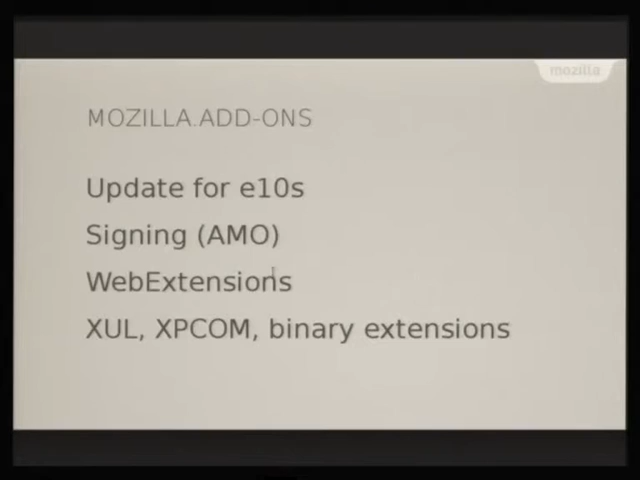 mozilla
MOZILLA.ADD-ONS
Update for e10s
Signing (AMO)
WebExtensions
XUL, XPCOM, binary extensions